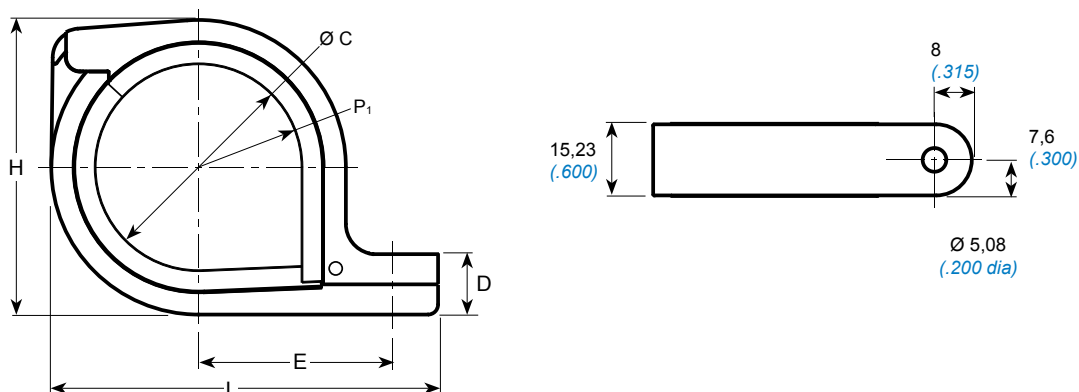 Ø C
P₁
H
D
E
8
(.315)
15,23
(.600)
7,6
(.300)
Ø 5,08
(.200 dia)